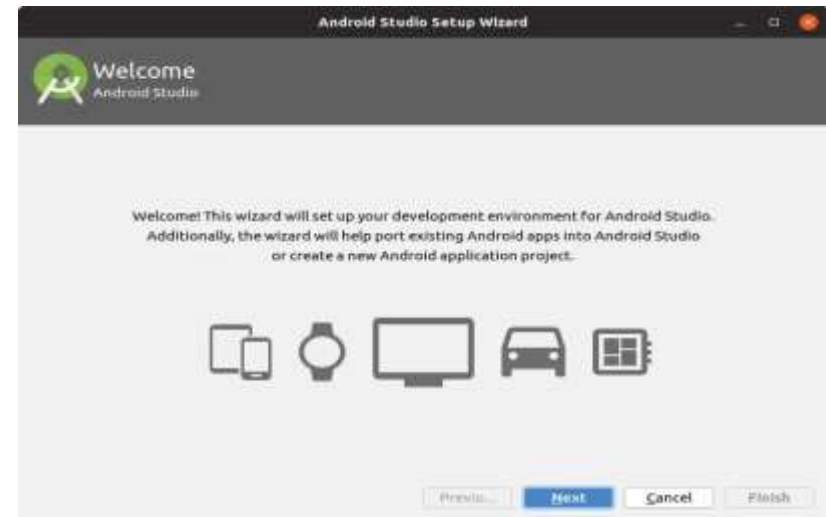 Android Studio Setup Wizard
Welcome
Android Studio
Welcome! This wizard will set up your development environment for Android Studio.
Additionally, the wizard will help port existing Android apps into Android Studio
or create a new Android application project.
Previo...
Next
Cancel
Finish